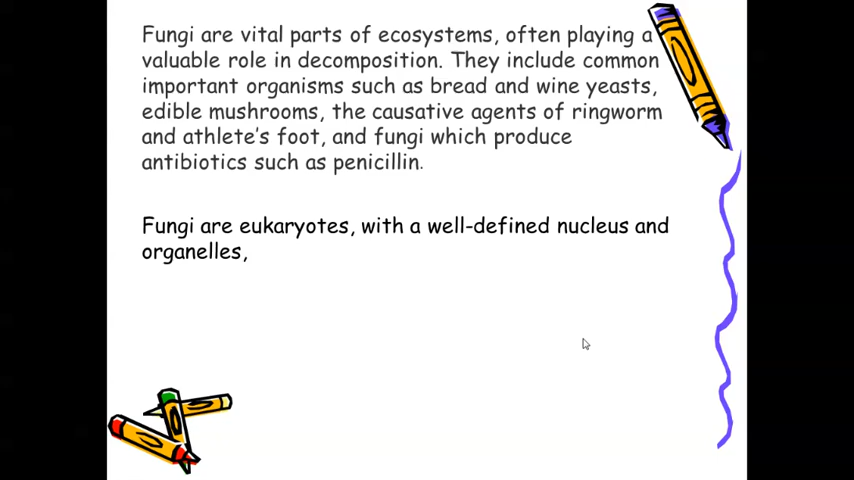 Fungi are vital parts of ecosystems, often playing a
valuable role in decomposition. They include common
important organisms such as bread and wine yeasts,
edible mushrooms, the causative agents of ringworm
and athlete's foot, and fungi which produce
antibiotics such as penicillin.
Fungi are eukaryotes, with a well-defined nucleus and
organelles,